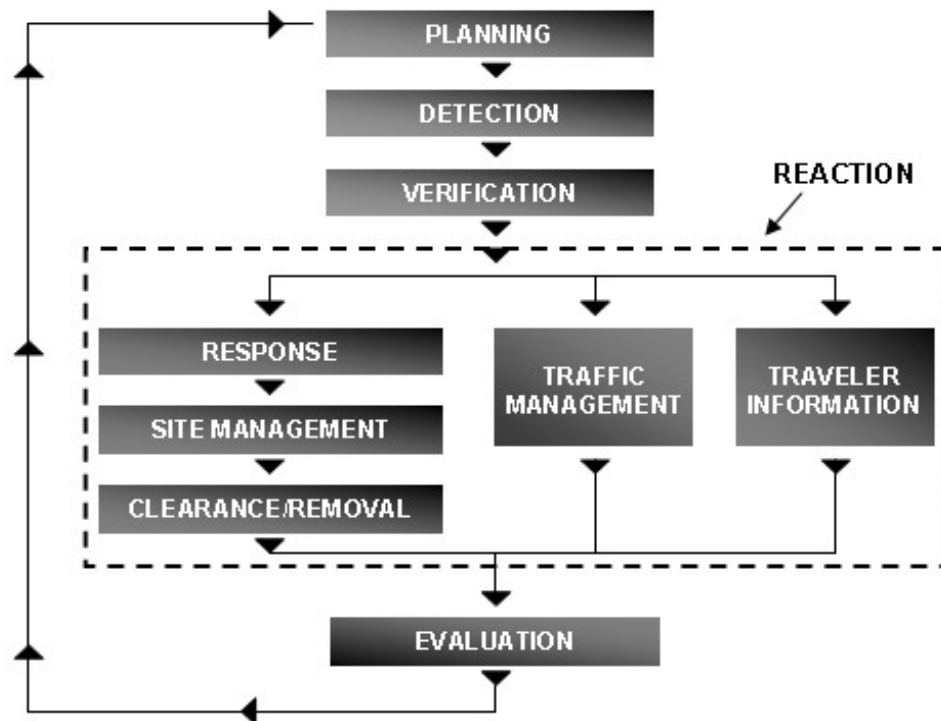 PLANNING
DETECTION
VERIFICATION
REACTION
RESPONSE
SITE MANAGEMENT
CLEARANCE/REMOVAL
TRAFFIC
MANAGEMENT
TRAVELER
INFORMATION
EVALUATION